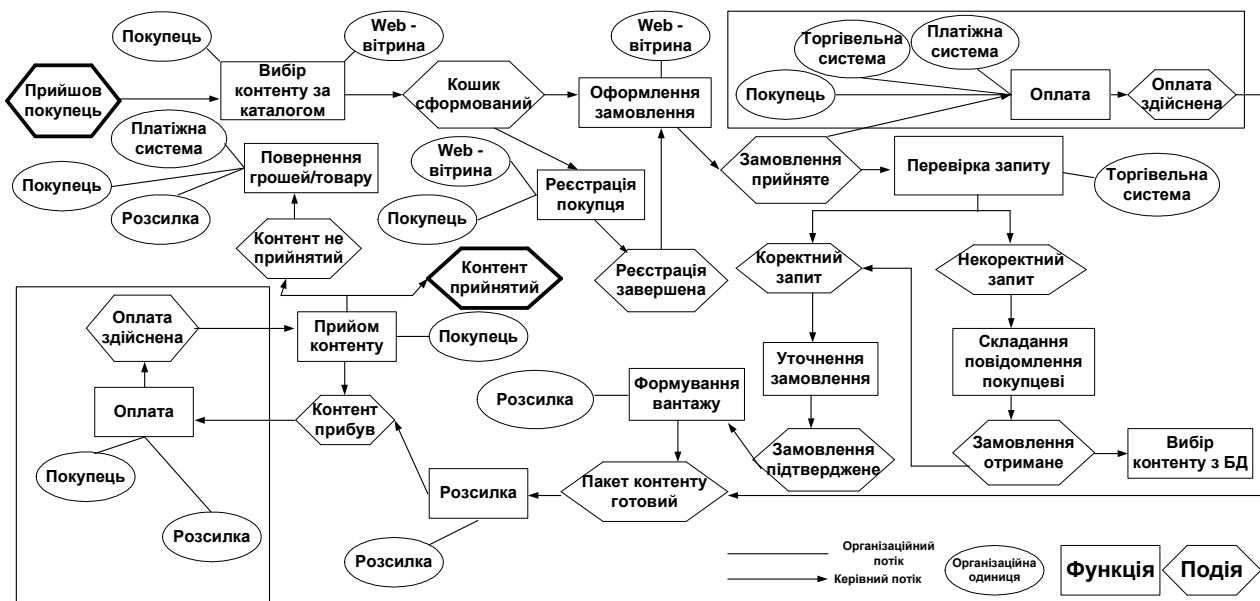 Прийшов
покупець
Покупець
Web -
вітрина
Вибір
контенту за
каталогом
Кошик
сформований
Web -
вітрина
Оформлення
замовлення
Торгівельна
система
Платіжна
система
Покупець
Оплата
Оплата
здійснена
Платіжна
система
Покупець
Розсилка
Повернення
грошей/товару
Web -
вітрина
Покупець
Реєстрація
покупця
Замовлення
прийняте
Перевірка запиту
Торгівельна
система
Контент не
прийнятий
Контент
прийнятий
Реєстрація
завершена
Коректний
запит
Некоректний
запит
Оплата
здійснена
Прийом
контенту
Покупець
Уточнення
замовлення
Складання
повідомлення
покупцеві
Оплата
Контент
прибув
Розсилка
Формування
вантажу
Покупець
Розсилка
Замовлення
підтверджене
Замовлення
отримане
Вибір
контенту з БД
Розсилка
Пакет контенту
готовий
Розсилка
Організаційний
потік
Керівний потік
Організаційна
одиниця
Функція
Подія